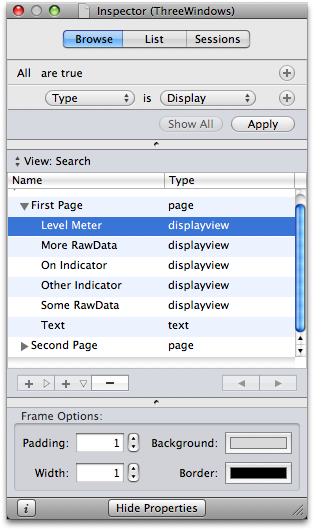 Inspector (ThreeWindows)
Browse List Sessions
All are true
Type is Display
Show All Apply
View: Search
Name Type
First Page page
Level Meter displayview
More RawData displayview
On Indicator displayview
Other Indicator displayview
Some RawData displayview
Text text
Second Page page
Frame Options:
Padding: 1 Background:
Width: 1 Border:
i Hide Properties